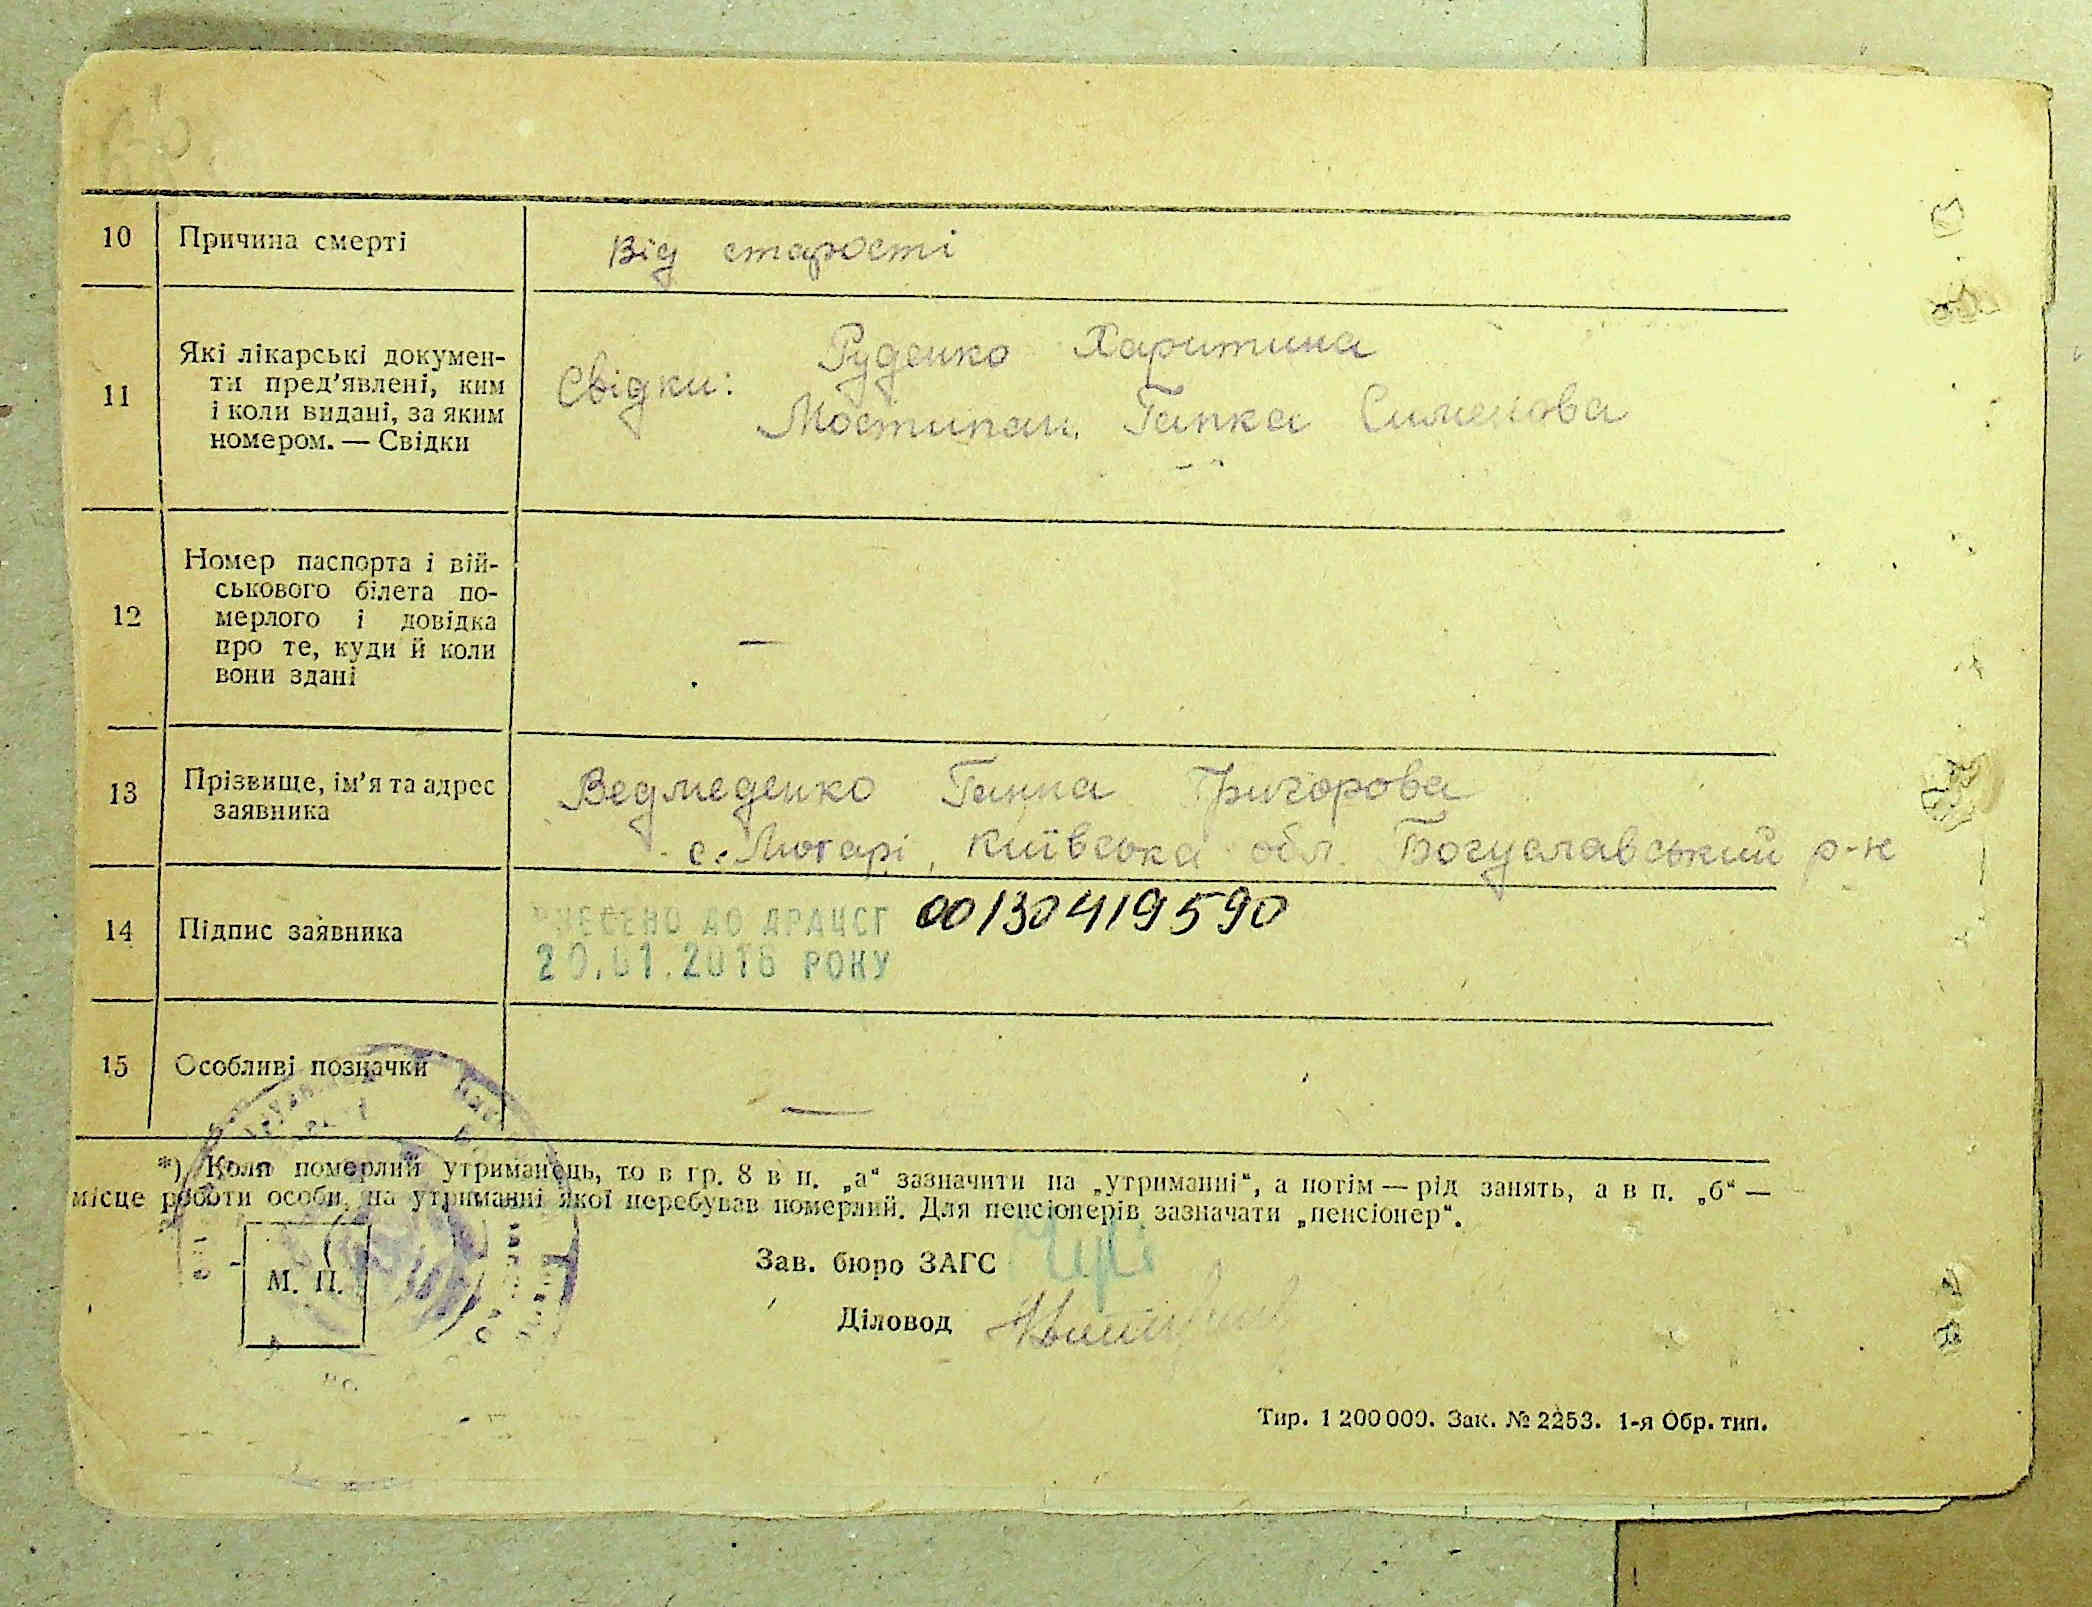 10 Причина смерті Від старості
11 Які лікарські докумен-
ти пред’явлені, ким
і коли видані, за яким
номером. — Свідки
Свідки: Руденко Харитина
Мостипан Гапка Сименова
12 Номер паспорта і вій-
ськового білета по-
мерлого і довідка
про те, куди й коли
вони здані
—
13 Прізвище, ім’я та адрес
заявника
Ведмеденко Ганна Григорова
с. Лютарі, Київська обл. Богуславський р-н
14 Підпис заявника
ВНЕСЕНО ДО ДРАЦСГ 00130419590
20.01.2016 РОКУ
15 Особливі позначки
—
*) Коли померлий утриманець, то в гр. 8 в п. „а“ зазначити на „утриманні“, а потім — рід занять, а в п. „б“ —
місце роботи особи, на утриманні якої перебував померлий. Для пенсіонерів зазначати „пенсіонер“.
М. П.
Зав. бюро ЗАГС
Діловод
Тир. 1 200 000. Зак. № 2253. 1-я Обр. тип.